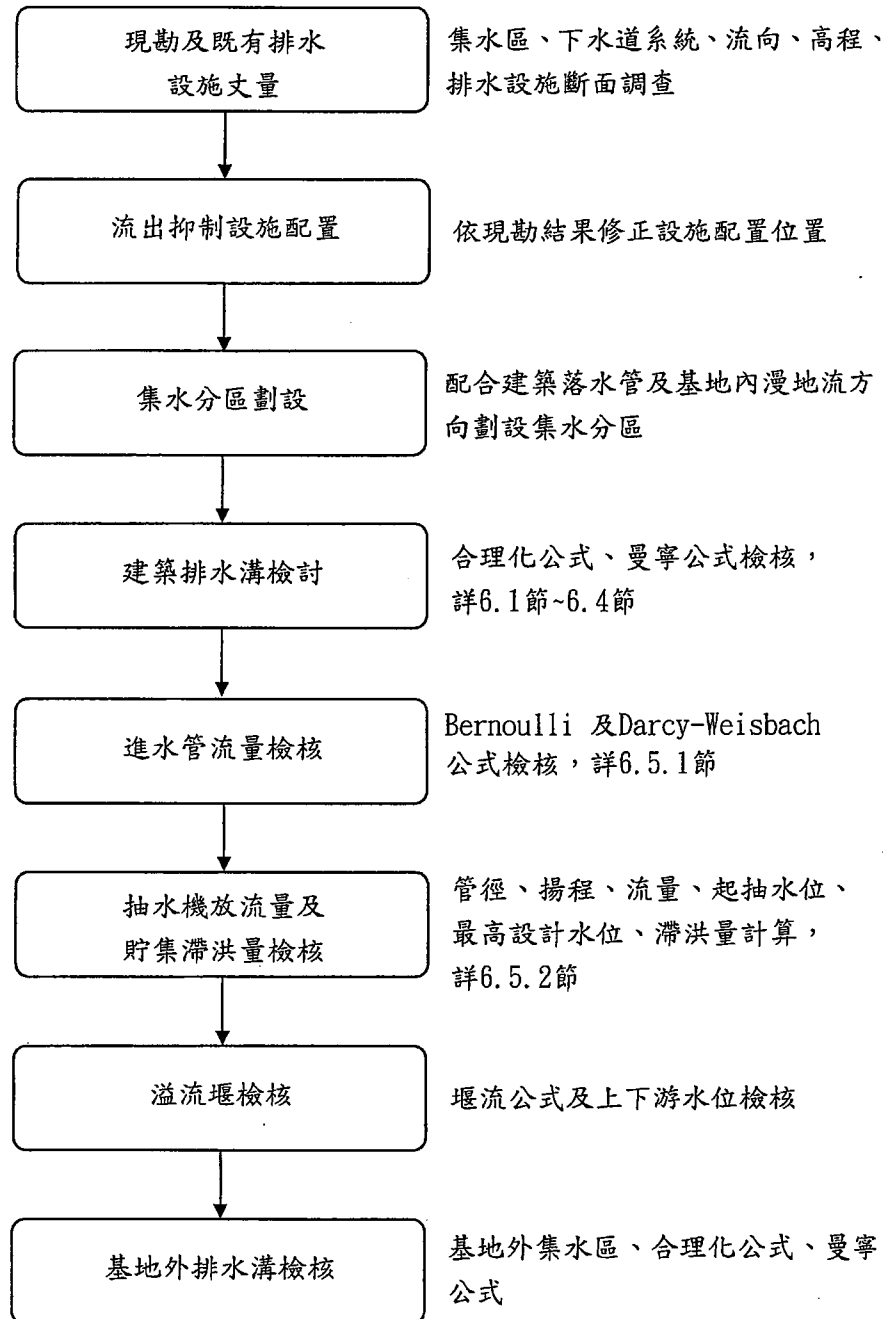 現勘及既有排水
設施丈量
集水區、下水道系統、流向、高程、
排水設施斷面調查
流出抑制設施配置
依現勘結果修正設施配置位置
集水分區劃設
配合建築落水管及基地內漫地流方
向劃設集水分區
建築排水溝檢討
合理化公式、曼寧公式檢核，
詳6.1節~6.4節
進水管流量檢核
Bernoulli 及Darcy-Weisbach
公式檢核，詳6.5.1節
抽水機放流量及
貯集滯洪量檢核
管徑、揚程、流量、起抽水位、
最高設計水位、滯洪量計算，
詳6.5.2節
溢流堰檢核
堰流公式及上下游水位檢核
基地外排水溝檢核
基地外集水區、合理化公式、曼寧
公式